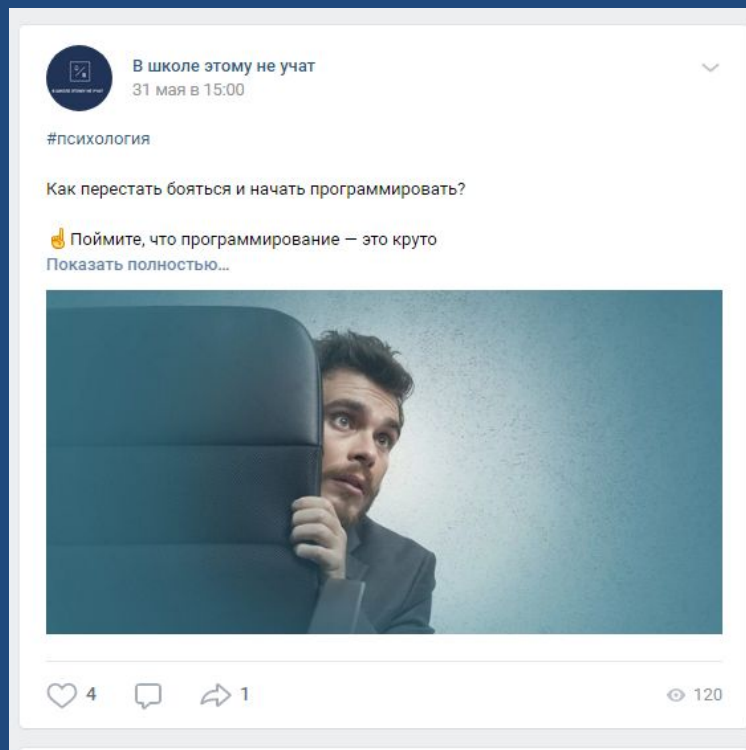 В школе этому не учат
31 мая в 15:00
#психология
Как перестать бояться и начать программировать?
☝Поймите, что программирование — это круто
Показать полностью...
4
1
120